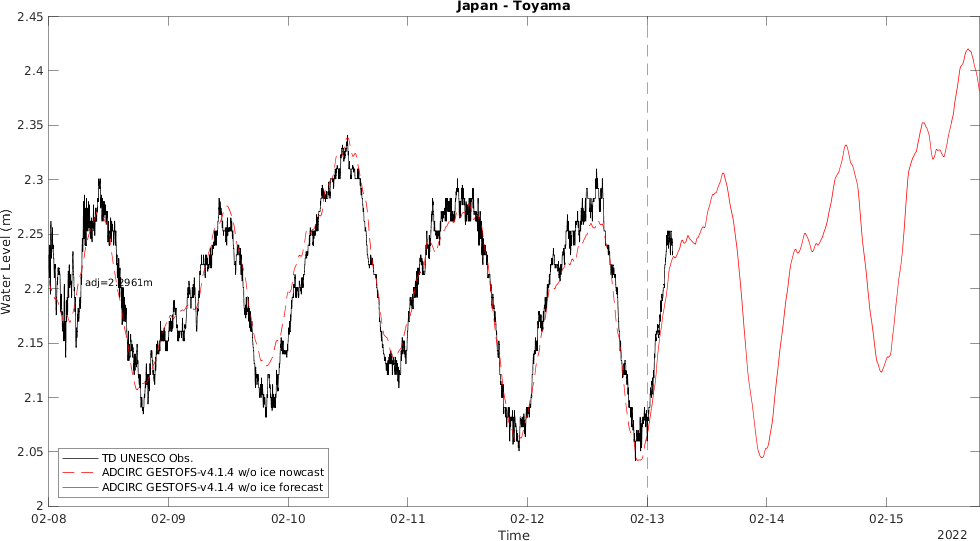 Japan - Toyama
2.45
2.4
2.35
2.3
2.25
2.2
2.15
2.1
2.05
2
Water Level (m)
adj=2.2961m
TD UNESCO Obs.
ADCIRC GESTOFS-v4.1.4 w/o ice nowcast
ADCIRC GESTOFS-v4.1.4 w/o ice forecast
02-08 02-09 02-10 02-11 02-12 02-13 02-14 02-15
Time
2022